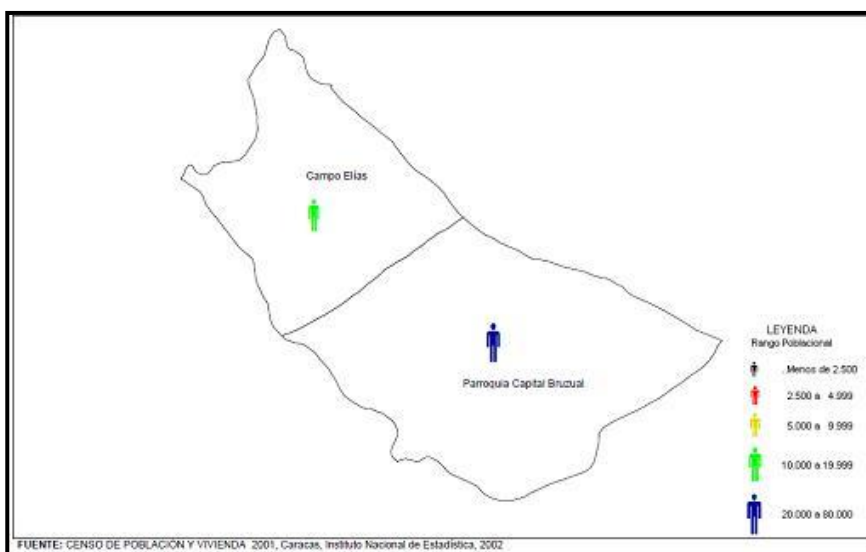 Campo Elías
Parroquia Capital Bruzual
LEYENDA
Rango Poblacional
. Menos de 2.500
2.500 a 4.999
5.000 a 9.999
10.000 a 19.999
20.000 a 80.000
FUENTE: CENSO DE POBLACIÓN Y VIVIENDA 2001, Caracas, Instituto Nacional de Estadística, 2002